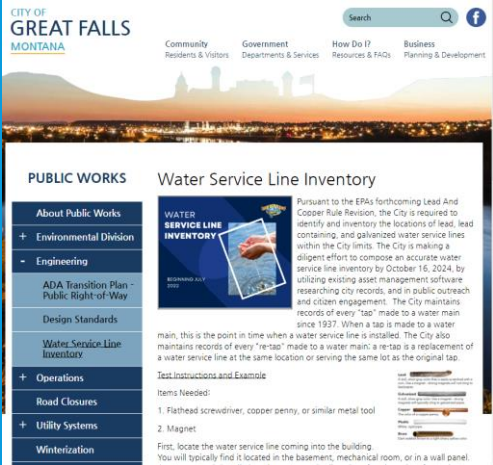 CITY OF
GREAT FALLS
MONTANA
Search
f
Community
Residents & Visitors
Government
Departments & Services
How Do I?
Resources & FAQs
Business
Planning & Development
PUBLIC WORKS
About Public Works
+ Environmental Division
- Engineering
ADA Transition Plan -
Public Right-of-Way
Design Standards
Water Service Line
Inventory
+ Operations
Road Closures
+ Utility Systems
Winterization
Water Service Line Inventory
WATER
SERVICE LINE
INVENTORY
BEGINNING JULY
2022
Pursuant to the EPAs forthcoming Lead And
Copper Rule Revision, the City is required to
identify and inventory the locations of lead, lead
containing, and galvanized water service lines
within the City limits. The City is making a
diligent effort to compose an accurate water
service line inventory by October 16, 2024, by
utilizing existing asset management software
researching city records, and in public outreach
and citizen engagement. The City maintains
records of every "tap" made to a water main
since 1937. When a tap is made to a water
main, this is the point in time when a water service line is installed. The City also
maintains records of every "re-tap" made to a water main; a re-tap is a replacement of
a water service line at the same location or serving the same lot as the original tap.
Test Instructions and Example
Items Needed:
1. Flathead screwdriver, copper penny, or similar metal tool
2. Magnet
First, locate the water service line coming into the building.
You will typically find it located in the basement, mechanical room, or in a wall panel.
Lead
Galvanized
Copper
Plastic
Brass